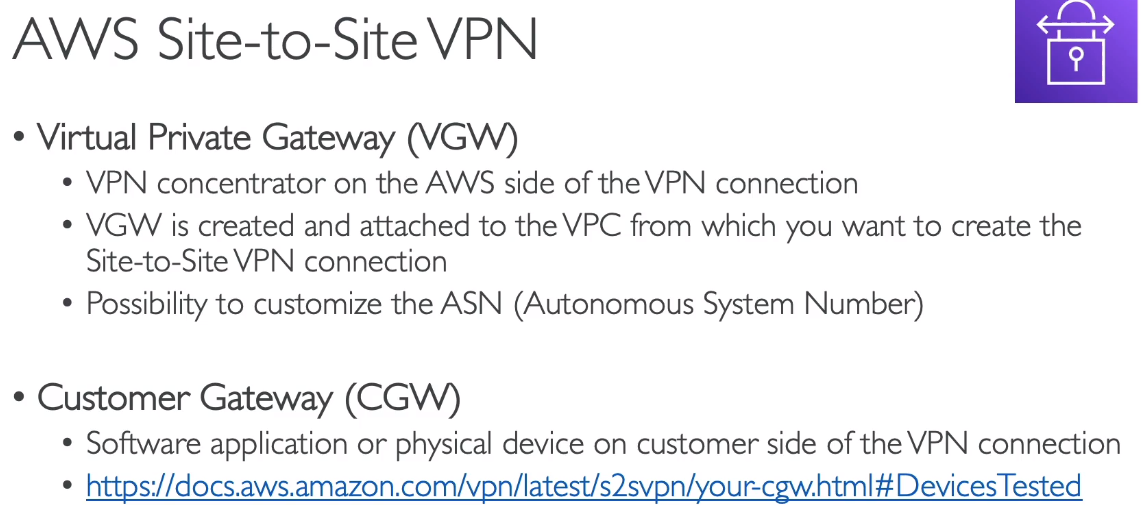 AWS Site-to-Site VPN
• Virtual Private Gateway (VGW)
• VPN concentrator on the AWS side of the VPN connection
• VGW is created and attached to the VPC from which you want to create the
Site-to-Site VPN connection
• Possibility to customize the ASN (Autonomous System Number)
• Customer Gateway (CGW)
• Software application or physical device on customer side of the VPN connection
• https://docs.aws.amazon.com/vpn/latest/s2svpn/your-cgw.html#DevicesTested